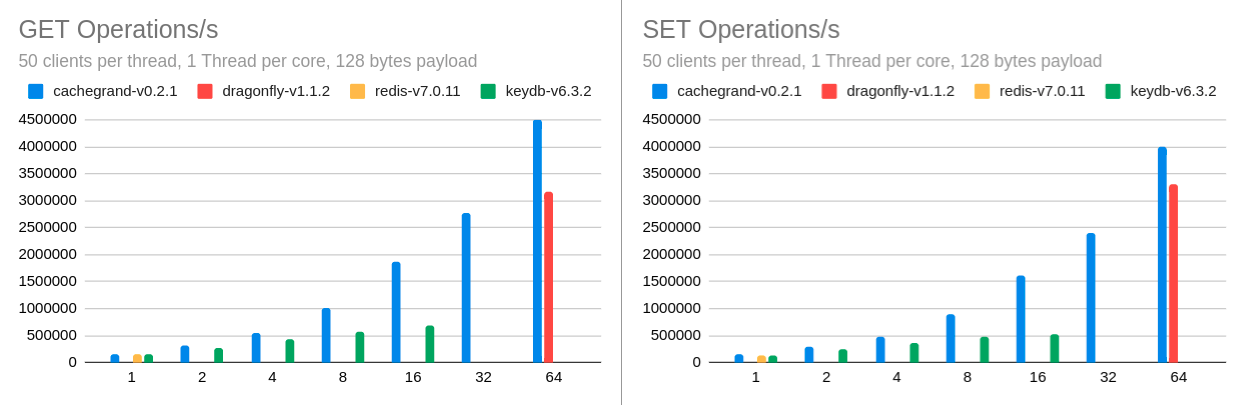 GET Operations/s
50 clients per thread, 1 Thread per core, 128 bytes payload
cachegrand-v0.2.1 dragonfly-v1.1.2 redis-v7.0.11 keydb-v6.3.2
4500000
4000000
3500000
3000000
2500000
2000000
1500000
1000000
500000
0
1 2 4 8 16 32 64
SET Operations/s
50 clients per thread, 1 Thread per core, 128 bytes payload
cachegrand-v0.2.1 dragonfly-v1.1.2 redis-v7.0.11 keydb-v6.3.2
4500000
4000000
3500000
3000000
2500000
2000000
1500000
1000000
500000
0
1 2 4 8 16 32 64